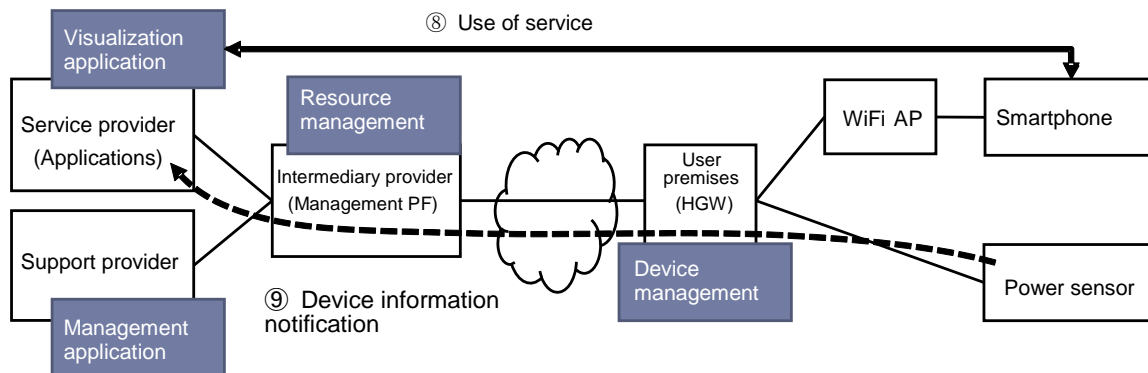 Visualization
application
⑧ Use of service
Service provider
(Applications)
Resource
management
Intermediary provider
(Management PF)
User
premises
(HGW)
WiFi AP
Smartphone
Support provider
Management
application
⑨ Device information
notification
Device
management
Power sensor